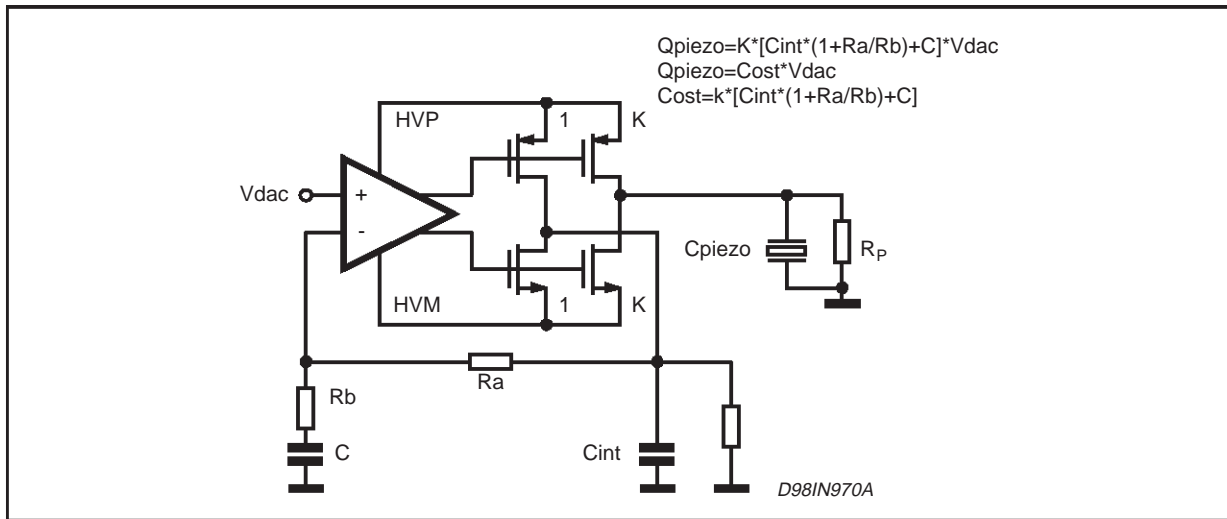 Qpiezo=K*[Cint*(1+Ra/Rb)+C]*Vdac
Qpiezo=Cost*Vdac
Cost=k*[Cint*(1+Ra/Rb)+C]
HVP
1
K
Vdac
+
-
Cpiezo
RP
HVM
1
K
Ra
Rb
C
Cint
D98IN970A